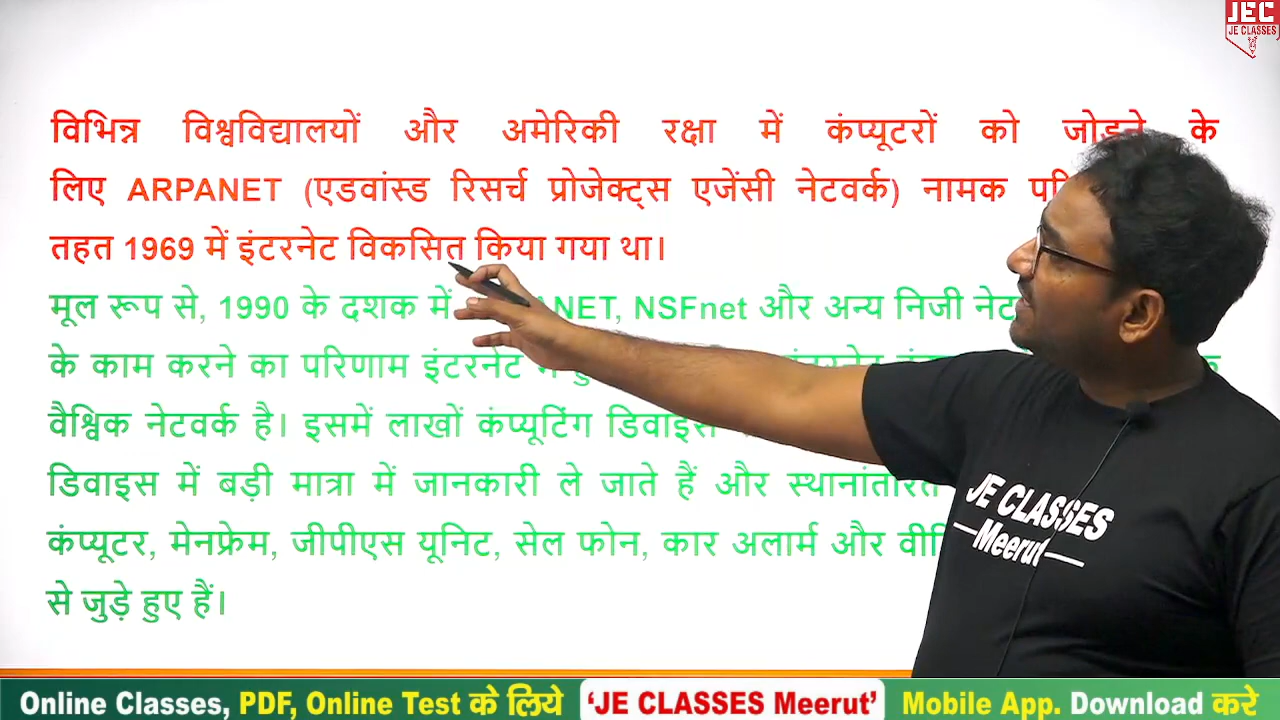 JEC
JE CLASSES
विभिन्न विश्वविद्यालयों और अमेरिकी रक्षा में कंप्यूटरों को जोड़ने के
लिए ARPANET (एडवांस्ड रिसर्च प्रोजेक्ट्स एजेंसी नेटवर्क) नामक
तहत 1969 में इंटरनेट विकसित किया गया था।
मूल रूप से, 1990 के दशक में NSFnet और अन्य निजी
के काम करने का परिणाम इंटरनेट
वैश्विक नेटवर्क है। इसमें लाखों कंप्यूटिंग डिवाइस
डिवाइस में बड़ी मात्रा में जानकारी ले जाते हैं और स्थानांतरित
कंप्यूटर, मेनफ्रेम, जीपीएस यूनिट, सेल फोन, कार अलार्म और
से जुड़े हुए हैं।
JE CLASSES
Meerut
Online Classes, PDF, Online Test के लिये ‘JE CLASSES Meerut’ Mobile App. Download करे